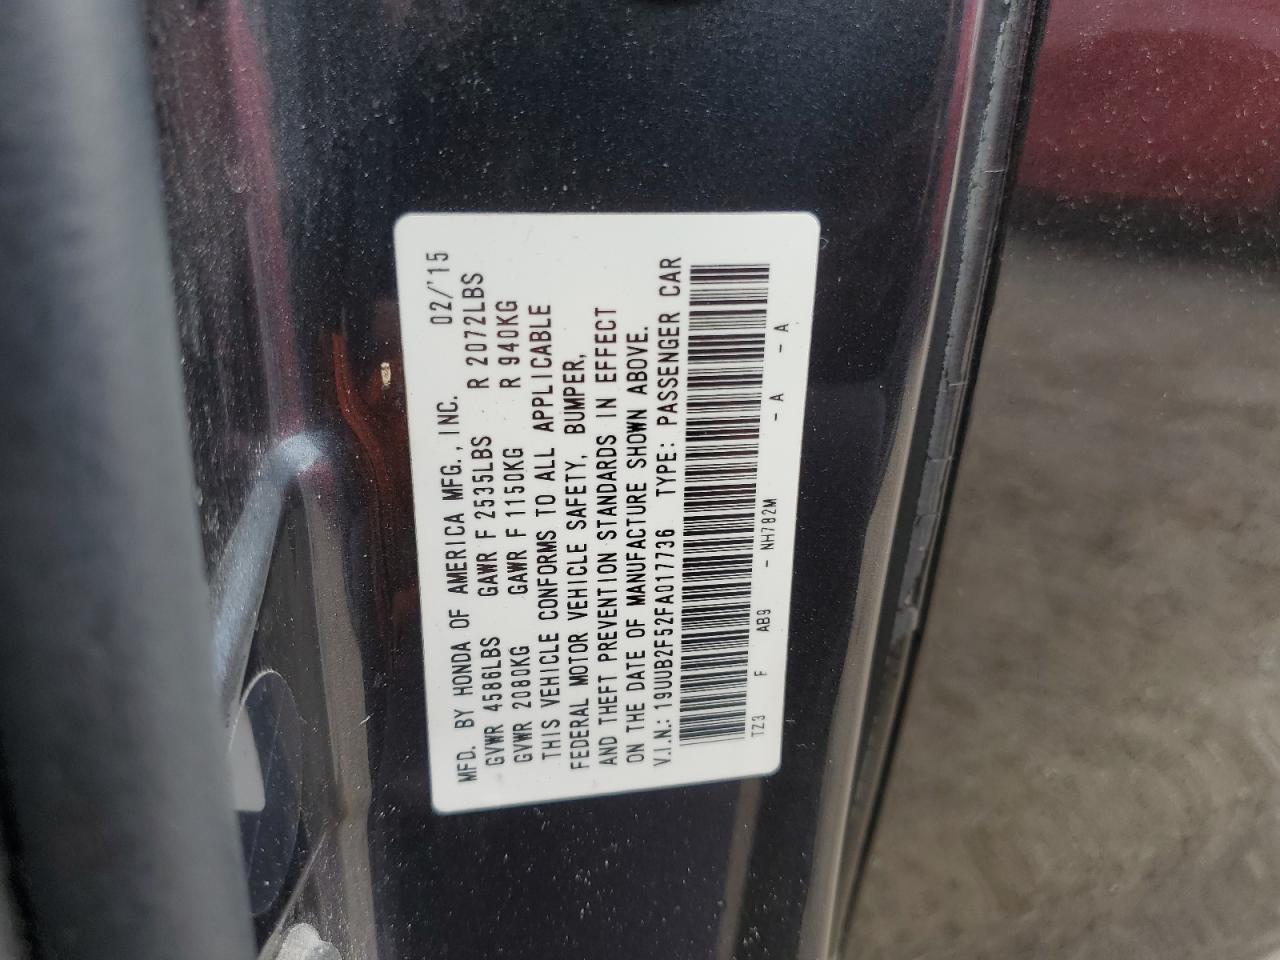 MFD. BY HONDA OF AMERICA MFG., INC. 02/'15
GVWR 4586LBS GAWR F 2535LBS R 2072LBS
GVWR 2080KG GAWR F 1150KG R 940KG
THIS VEHICLE CONFORMS TO ALL APPLICABLE
FEDERAL MOTOR VEHICLE SAFETY, BUMPER,
AND THEFT PREVENTION STANDARDS IN EFFECT
ON THE DATE OF MANUFACTURE SHOWN ABOVE.
V.I.N.: 19UUB2F52FA017736 TYPE: PASSENGER CAR
TZ3 F AB9 - NH782M - A - A